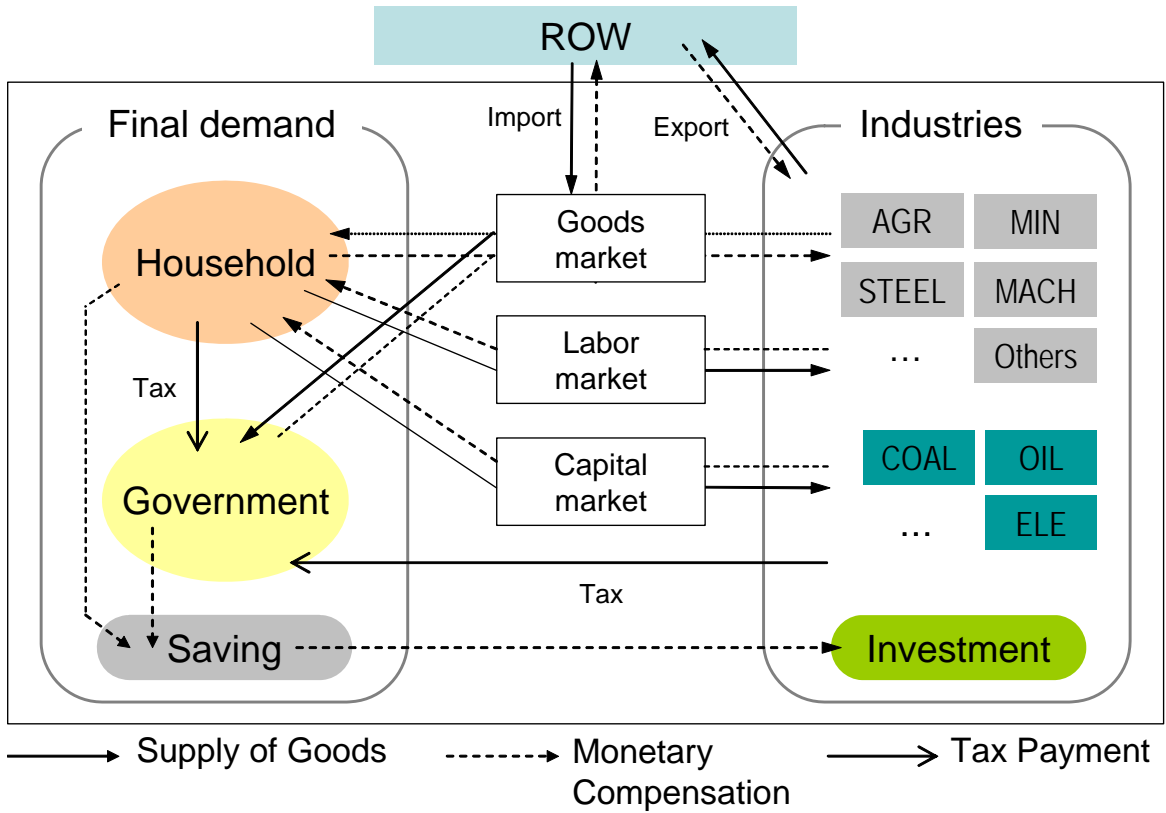 ROW
Import
Export
Final demand
Industries
Household
Goods
market
AGR
MIN
STEEL
MACH
Labor
market
…
Others
Tax
Government
Capital
market
COAL
OIL
…
ELE
Tax
Saving
Investment
Supply of Goods
Monetary
Compensation
Tax Payment